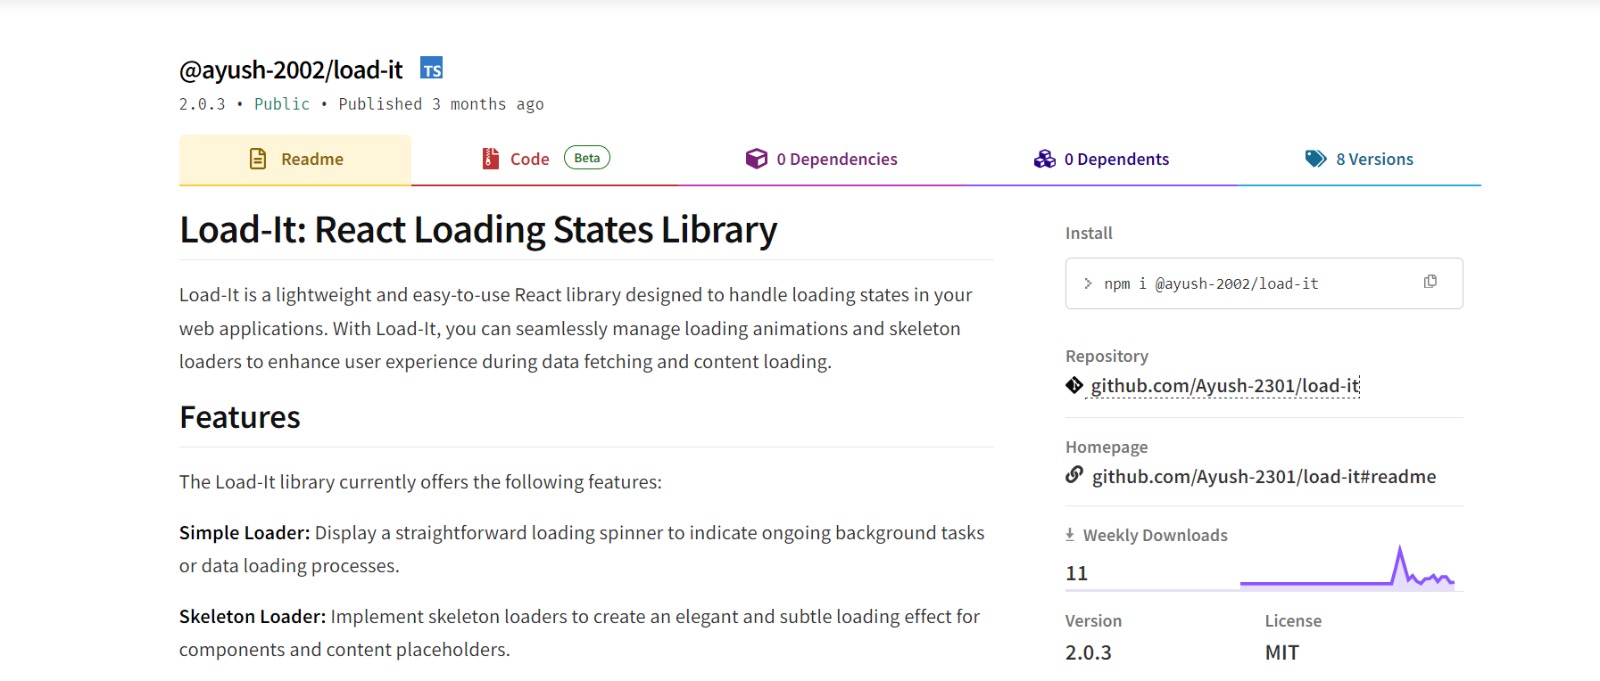 @ayush-2002/load-it TS
2.0.3 • Public • Published 3 months ago
Readme
Code Beta
0 Dependencies
0 Dependents
8 Versions
Load-It: React Loading States Library
Load-It is a lightweight and easy-to-use React library designed to handle loading states in your
web applications. With Load-It, you can seamlessly manage loading animations and skeleton
loaders to enhance user experience during data fetching and content loading.
Features
The Load-It library currently offers the following features:
Simple Loader: Display a straightforward loading spinner to indicate ongoing background tasks
or data loading processes.
Skeleton Loader: Implement skeleton loaders to create an elegant and subtle loading effect for
components and content placeholders.
Install
> npm i @ayush-2002/load-it
Repository
github.com/Ayush-2301/load-it
Homepage
github.com/Ayush-2301/load-it#readme
Weekly Downloads
11
Version
2.0.3
License
MIT